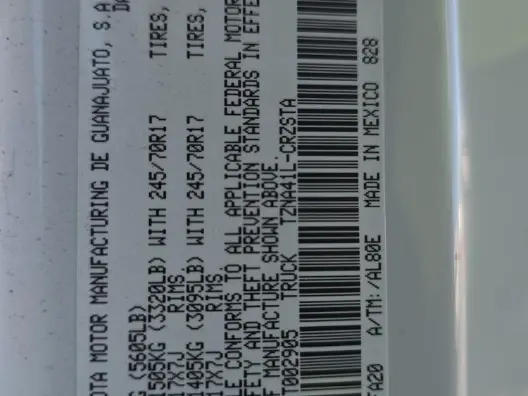 OTA MOTOR MANUFACTURING DE GUANAJUATO, S.A
DA
G (5605LB)
1505KG (3320LB) WITH 245/70R17 TIRES,
17X7J RIMS
1405KG (3095LB) WITH 245/70R17 TIRES,
17X7J RIMS
LE CONFORMS TO ALL APPLICABLE FEDERAL MOTOR
FETY AND THEFT PREVENTION STANDARDS IN EFFE
F MANUFACTURE SHOWN ABOVE.
T002905 TRUCK TZNA41L-CRZSTA
FA20 A/TM:/AL80E MADE IN MEXICO 828